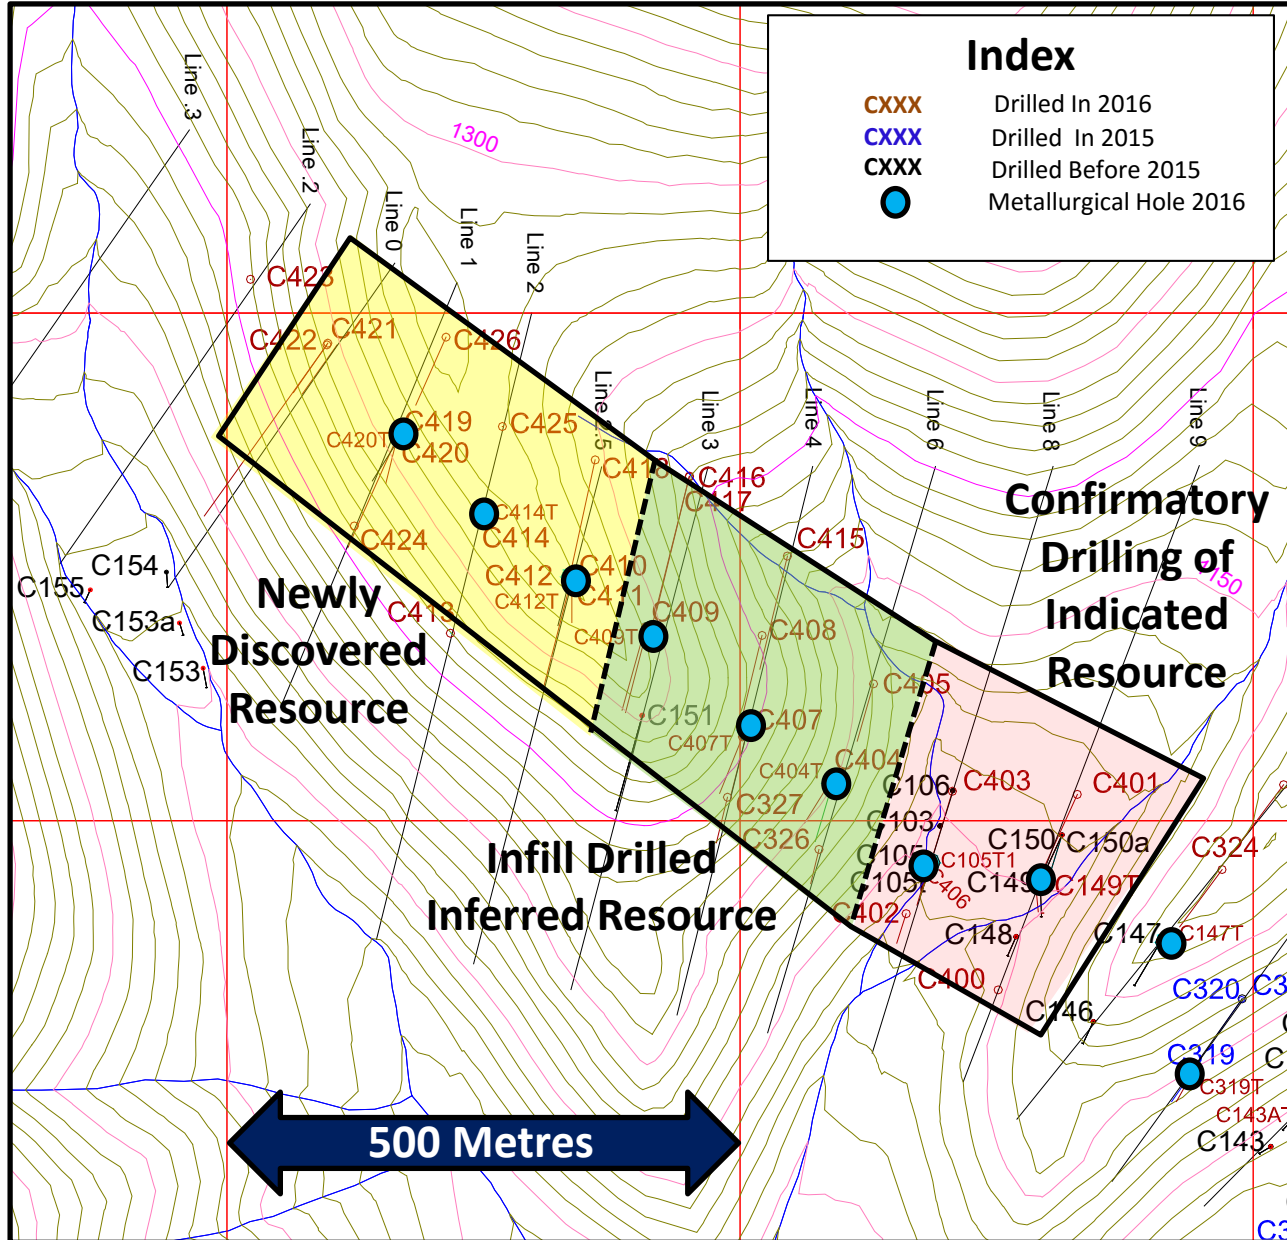 Index
CXXX Drilled In 2016
CXXX Drilled In 2015
CXXX Drilled Before 2015
Metallurgical Hole 2016
Line .3
Line .2
Line 0
Line 1
Line 2
Line 2.5
Line3
Line 4
Line 6
Line 8
Line 9
1300
1150
C423
C422
C421
C426
C419
C420T
C420
C425
C418
C416
C417
C414T
C414
C424
C415
C410
C412
C412T
C411
C409
C409T
C408
C413
C405
C151
C407
C407T
C404
C404T
C327
C326
C154
C155
C153a
C153
C106
C403
C401
C103
C150
C150a
C105
C105T1
C406
C149
C149T
C402
C148
C400
C324
C147
C147T
C146
C320
C319
C319T
C143AT
C143
Newly
Discovered
Resource
Infill Drilled
Inferred Resource
Confirmatory
Drilling of
Indicated
Resource
500 Metres